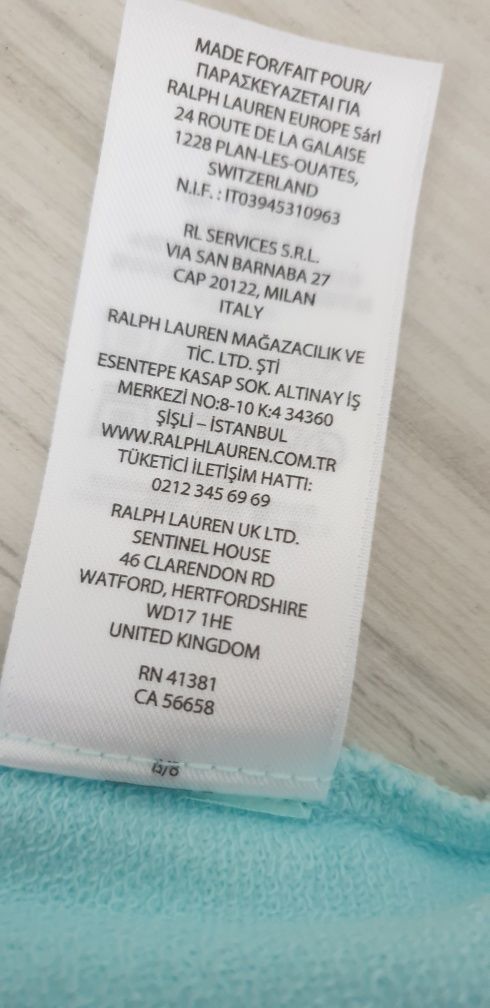 MADE FOR/FAIT POUR/
ΠΑΡΑΣΚΕΥΑΖΕΤΑΙ ΓΙΑ
RALPH LAUREN EUROPE Sárl
24 ROUTE DE LA GALAISE
1228 PLAN-LES-OUATES,
SWITZERLAND
N.I.F. : IT03945310963
RL SERVICES S.R.L.
VIA SAN BARNABA 27
CAP 20122, MILAN
ITALY
RALPH LAUREN MAĞAZACILIK VE
TİC. LTD. ŞTİ
ESENTEPE KASAP SOK. ALTINAY İŞ
MERKEZİ NO:8-10 K:4 34360
ŞİŞLİ – İSTANBUL
WWW.RALPHLAUREN.COM.TR
TÜKETİCİ İLETİŞİM HATTI:
0212 345 69 69
RALPH LAUREN UK LTD.
SENTINEL HOUSE
46 CLARENDON RD
WATFORD, HERTFORDSHIRE
WD17 1HE
UNITED KINGDOM
RN 41381
CA 56658